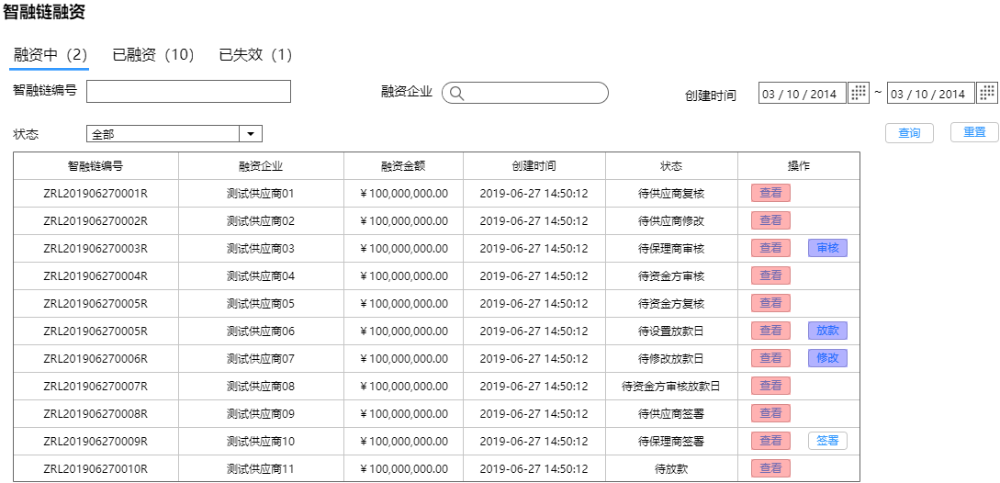 智融链融资
融资中（2） 已融资（10） 已失效（1）
智融链编号 融资企业 创建时间 03 / 10 / 2014 ~ 03 / 10 / 2014
状态 全部 查询 重置
智融链编号 融资企业 融资金额 创建时间 状态 操作
ZRL201906270001R 测试供应商01 ￥100,000,000.00 2019-06-27 14:50:12 待供应商复核 查看
ZRL201906270002R 测试供应商02 ￥100,000,000.00 2019-06-27 14:50:12 待供应商修改 查看
ZRL201906270003R 测试供应商03 ￥100,000,000.00 2019-06-27 14:50:12 待保理商审核 查看 审核
ZRL201906270004R 测试供应商04 ￥100,000,000.00 2019-06-27 14:50:12 待资金方审核 查看
ZRL201906270005R 测试供应商05 ￥100,000,000.00 2019-06-27 14:50:12 待资金方复核 查看
ZRL201906270005R 测试供应商06 ￥100,000,000.00 2019-06-27 14:50:12 待设置放款日 查看 放款
ZRL201906270006R 测试供应商07 ￥100,000,000.00 2019-06-27 14:50:12 待修改放款日 查看 修改
ZRL201906270007R 测试供应商08 ￥100,000,000.00 2019-06-27 14:50:12 待资金方审核放款日 查看
ZRL201906270008R 测试供应商09 ￥100,000,000.00 2019-06-27 14:50:12 待供应商签署 查看
ZRL201906270009R 测试供应商10 ￥100,000,000.00 2019-06-27 14:50:12 待保理商签署 查看 签署
ZRL201906270010R 测试供应商11 ￥100,000,000.00 2019-06-27 14:50:12 待放款 查看